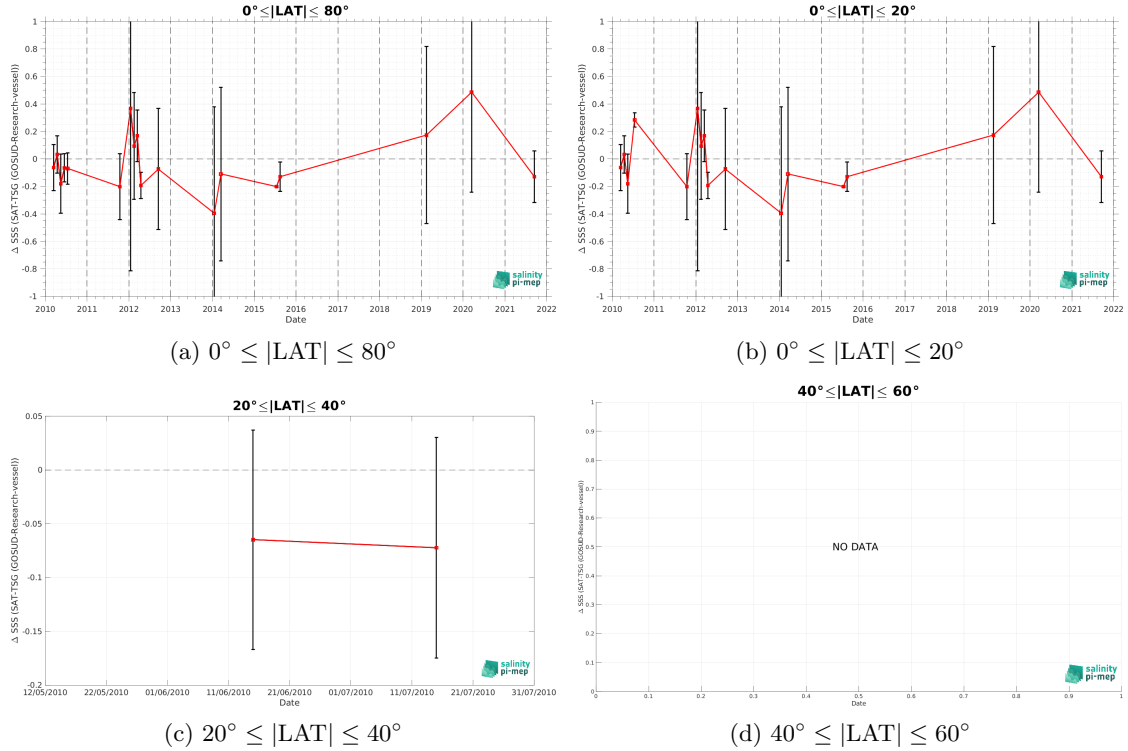 0°≤|LAT|≤ 80°
Δ SSS (SAT-TSG (GOSUD-Research-vessel))
1
0.8
0.6
0.4
0.2
0
-0.2
-0.4
-0.6
-0.8
-1
2010 2011 2012 2013 2014 2015 2016 2017 2018 2019 2020 2021 2022
Date
salinity
pi-mep
(a) 0° ≤ |LAT| ≤ 80°
0°≤|LAT|≤ 20°
Δ SSS (SAT-TSG (GOSUD-Research-vessel))
1
0.8
0.6
0.4
0.2
0
-0.2
-0.4
-0.6
-0.8
-1
2010 2011 2012 2013 2014 2015 2016 2017 2018 2019 2020 2021 2022
Date
salinity
pi-mep
(b) 0° ≤ |LAT| ≤ 20°
20°≤|LAT|≤ 40°
Δ SSS (SAT-TSG (GOSUD-Research-vessel))
0.05
0
-0.05
-0.1
-0.15
-0.2
12/05/2010 22/05/2010 01/06/2010 11/06/2010 21/06/2010 01/07/2010 11/07/2010 21/07/2010 31/07/2010
Date
salinity
pi-mep
(c) 20° ≤ |LAT| ≤ 40°
40°≤|LAT|≤ 60°
Δ SSS (SAT-TSG (GOSUD-Research-vessel))
1
0.9
0.8
0.7
0.6
0.5
0.4
0.3
0.2
0.1
0
NO DATA
0 0.1 0.2 0.3 0.4 0.5 0.6 0.7 0.8 0.9 1
Date
salinity
pi-mep
(d) 40° ≤ |LAT| ≤ 60°